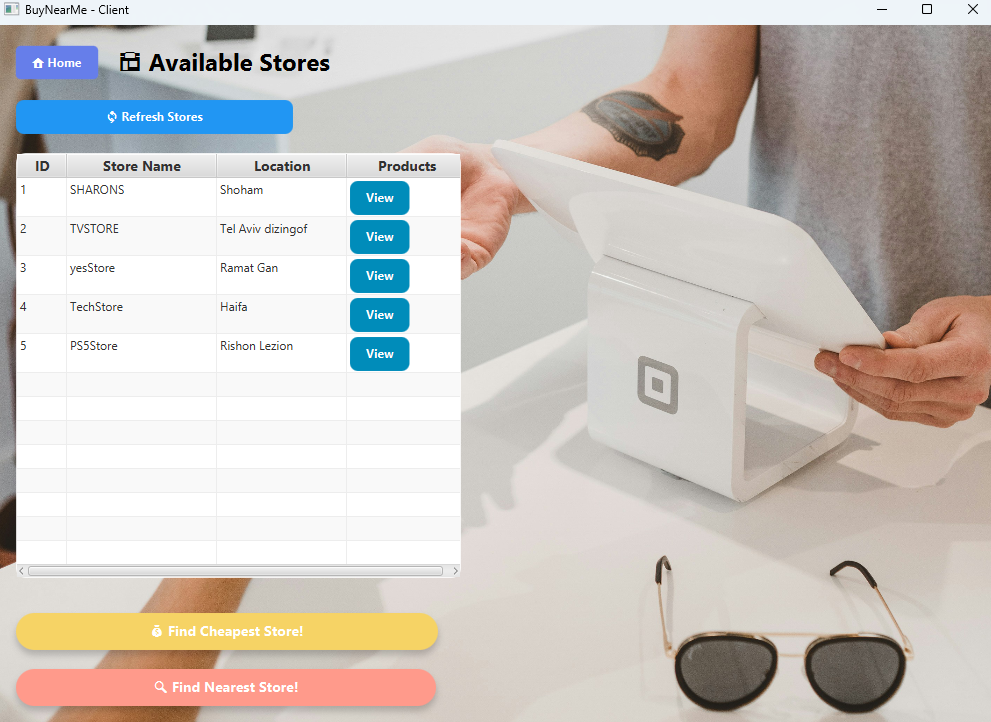 BuyNearMe - Client
Home
Available Stores
Refresh Stores
ID Store Name Location Products
1 SHARONS Shoham View
2 TVSTORE Tel Aviv dizingof View
3 yesStore Ramat Gan View
4 TechStore Haifa View
5 PS5Store Rishon Lezion View
Find Cheapest Store!
Find Nearest Store!